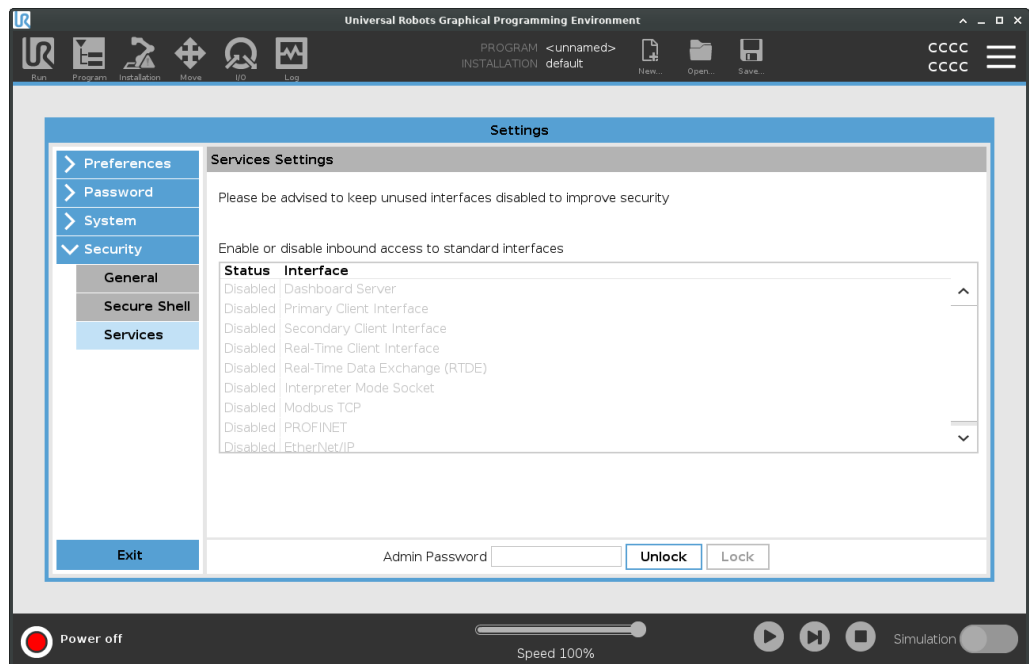 UR
Universal Robots Graphical Programming Environment
UR
Run
Program
Installation
Move
I/O
Log
PROGRAM <unnamed>
INSTALLATION default
New...
Open...
Save...
CCCC
CCCC
Settings
Preferences
Password
System
Security
General
Secure Shell
Services
Exit
Services Settings
Please be advised to keep unused interfaces disabled to improve security
Enable or disable inbound access to standard interfaces
Status Interface
Disabled Dashboard Server
Disabled Primary Client Interface
Disabled Secondary Client Interface
Disabled Real-Time Client Interface
Disabled Real-Time Data Exchange (RTDE)
Disabled Interpreter Mode Socket
Disabled Modbus TCP
Disabled PROFINET
Disabled EtherNet/IP
Admin Password Unlock Lock
Power off
Speed 100%
Simulation